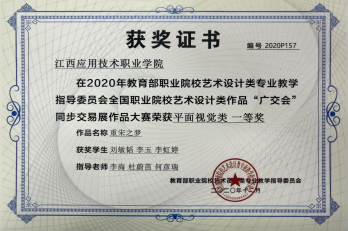 获奖证书
编号 2020P157
江西应用技术职业学院
在2020年教育部职业院校艺术设计类专业教学
指导委员会全国职业院校艺术设计类作品“广交会”
同步交易展作品大赛荣获平面视觉类 一等奖
作品名称 重宋之梦
获奖学生 刘敏韬 李玉 李虹婷
指导老师 李海 杜蔚茵 何彦瑞
教育部职业院校艺术设计类专业教学指导委员会
二〇二〇年 月